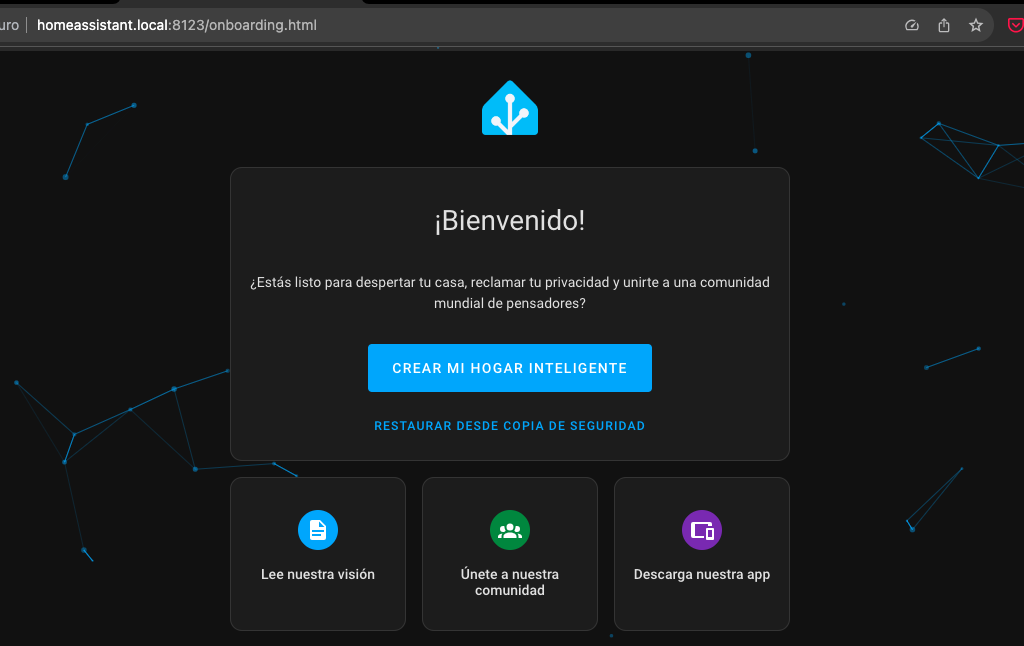 homeassistant.local:8123/onboarding.html
¡Bienvenido!
¿Estás listo para despertar tu casa, reclamar tu privacidad y unirte a una comunidad
mundial de pensadores?
CREAR MI HOGAR INTELIGENTE
RESTAURAR DESDE COPIA DE SEGURIDAD
Lee nuestra visión
Únete a nuestra
comunidad
Descarga nuestra app